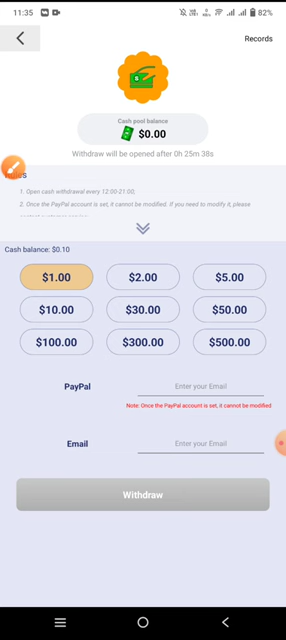 11:35 82%
Records
Cash pool balance
$0.00
Withdraw will be opened after 0h 25m 38s
1. Open cash withdrawal every 12:00-21:00.
2. Once the PayPal account is set, it cannot be modified. If you need to modify it, please
Cash balance: $0.10
$1.00 $2.00 $5.00
$10.00 $30.00 $50.00
$100.00 $300.00 $500.00
PayPal Enter your Email
Note: Once the PayPal account is set, it cannot be modified
Email Enter your Email
Withdraw